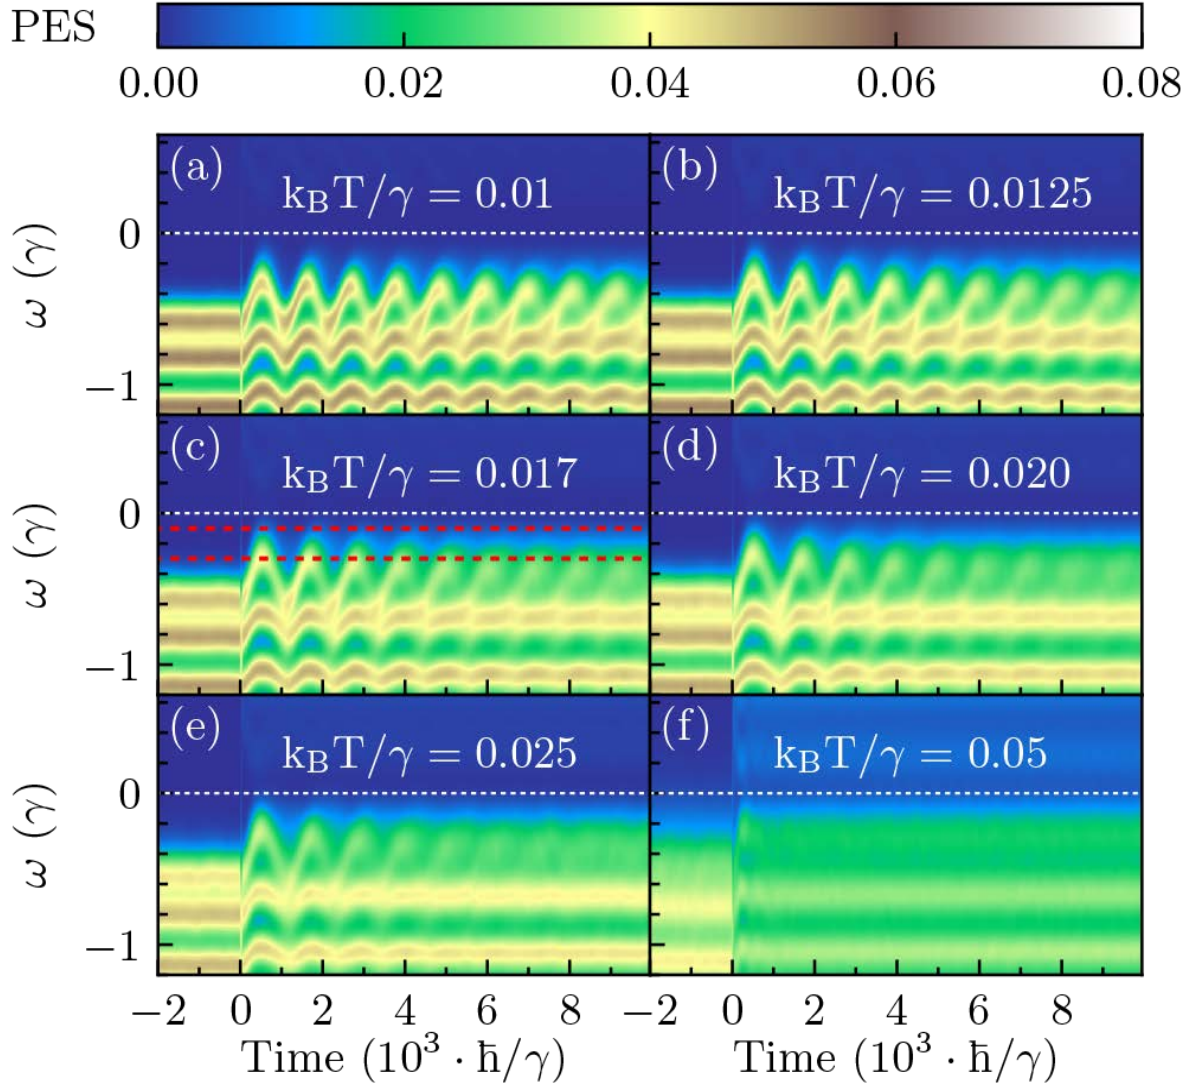 PES
0.00 0.02 0.04 0.06 0.08
(a) k_BT/γ = 0.01
(b) k_BT/γ = 0.0125
0
ω (γ)
−1
(c) k_BT/γ = 0.017
(d) k_BT/γ = 0.020
0
ω (γ)
−1
(e) k_BT/γ = 0.025
(f) k_BT/γ = 0.05
0
ω (γ)
−1
−2 0 2 4 6 8 −2 0 2 4 6 8
Time (10³ · ħ/γ) Time (10³ · ħ/γ)